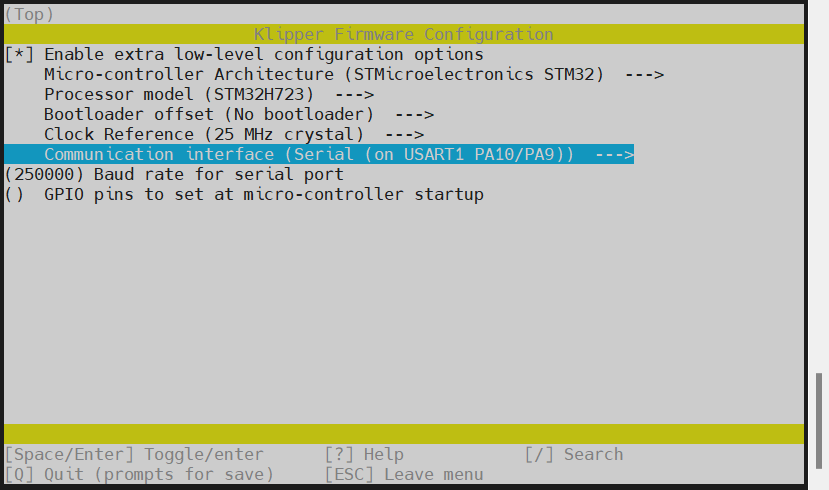 (Top)
Klipper Firmware Configuration
[*] Enable extra low-level configuration options
Micro-controller Architecture (STMicroelectronics STM32)  --->
Processor model (STM32H723)  --->
Bootloader offset (No bootloader)  --->
Clock Reference (25 MHz crystal)  --->
Communication interface (Serial (on USART1 PA10/PA9))  --->
(250000) Baud rate for serial port
()  GPIO pins to set at micro-controller startup
[Space/Enter] Toggle/enter      [?] Help            [/] Search
[Q] Quit (prompts for save)     [ESC] Leave menu